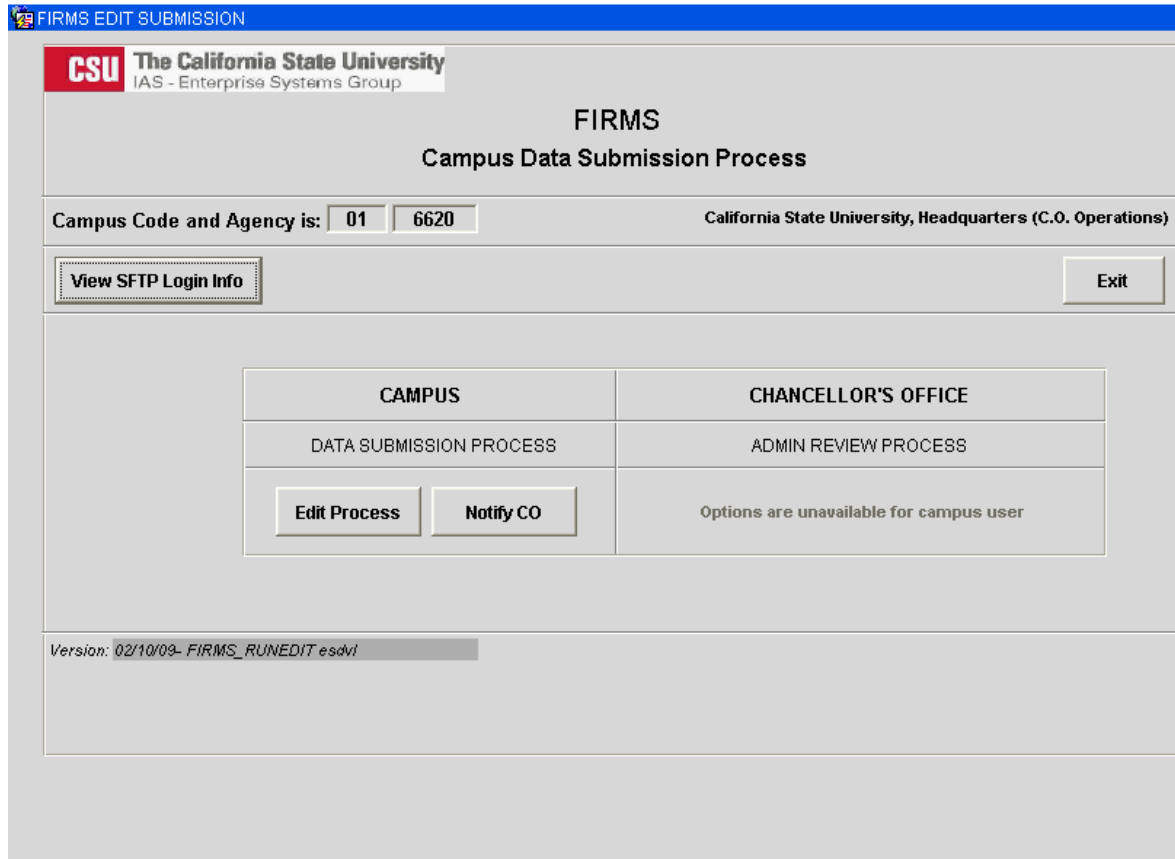 FIRMS EDIT SUBMISSION
CSU The California State University
IAS - Enterprise Systems Group
FIRMS
Campus Data Submission Process
Campus Code and Agency is: 01 6620 California State University, Headquarters (C.O. Operations)
View SFTP Login Info Exit
CAMPUS CHANCELLOR'S OFFICE
DATA SUBMISSION PROCESS ADMIN REVIEW PROCESS
Edit Process Notify CO Options are unavailable for campus user
Version: 02/10/09- FIRMS_RUNEDIT esdvl